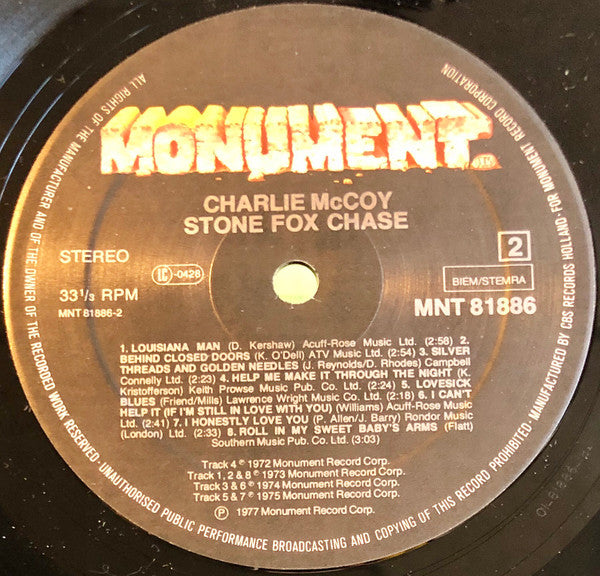 MONUMENT
CHARLIE McCOY
STONE FOX CHASE
STEREO
33 1/3 RPM
MNT 81886-2
LC-0428
2
BIEM/STEMRA
MNT 81886
1. LOUISIANA MAN (D. Kershaw) Acuff-Rose Music Ltd. (2:58) 2.
BEHIND CLOSED DOORS (K. O'Dell) ATV Music Ltd. (2:54) 3. SILVER
THREADS AND GOLDEN NEEDLES (J. Reynolds/D. Rhodes) Campbell
Connelly Ltd. (2:23) 4. HELP ME MAKE IT THROUGH THE NIGHT (K.
Kristofferson) Keith Prowse Music Pub. Co. Ltd. (2:24) 5. LOVESICK
BLUES (Friend/Mills) Lawrence Wright Music Co. Ltd. (2:18) 6. I CAN'T
HELP IT (IF I'M STILL IN LOVE WITH YOU) (Williams) Acuff-Rose Music
Ltd. (2:41) 7. I HONESTLY LOVE YOU (P. Allen/J. Barry) Rondor Music
(London) Ltd. (2:33) 8. ROLL IN MY SWEET BABY'S ARMS (Flatt)
Southern Music Pub. Co. Ltd. (3:03)
Track 4 ℗ 1972 Monument Record Corp.
Track 1, 2 & 8 ℗ 1973 Monument Record Corp.
Track 3 & 6 ℗ 1974 Monument Record Corp.
Track 5 & 7 ℗ 1975 Monument Record Corp.
℗ 1977 Monument Record Corp.
ALL RIGHTS OF THE MANUFACTURER AND OF THE OWNER OF THE RECORDED WORK RESERVED · UNAUTHORISED PUBLIC PERFORMANCE BROADCASTING AND COPYING OF THIS RECORD PROHIBITED · MANUFACTURED BY CBS RECORDS HOLLAND · FOR MONUMENT RECORD CORPORATION